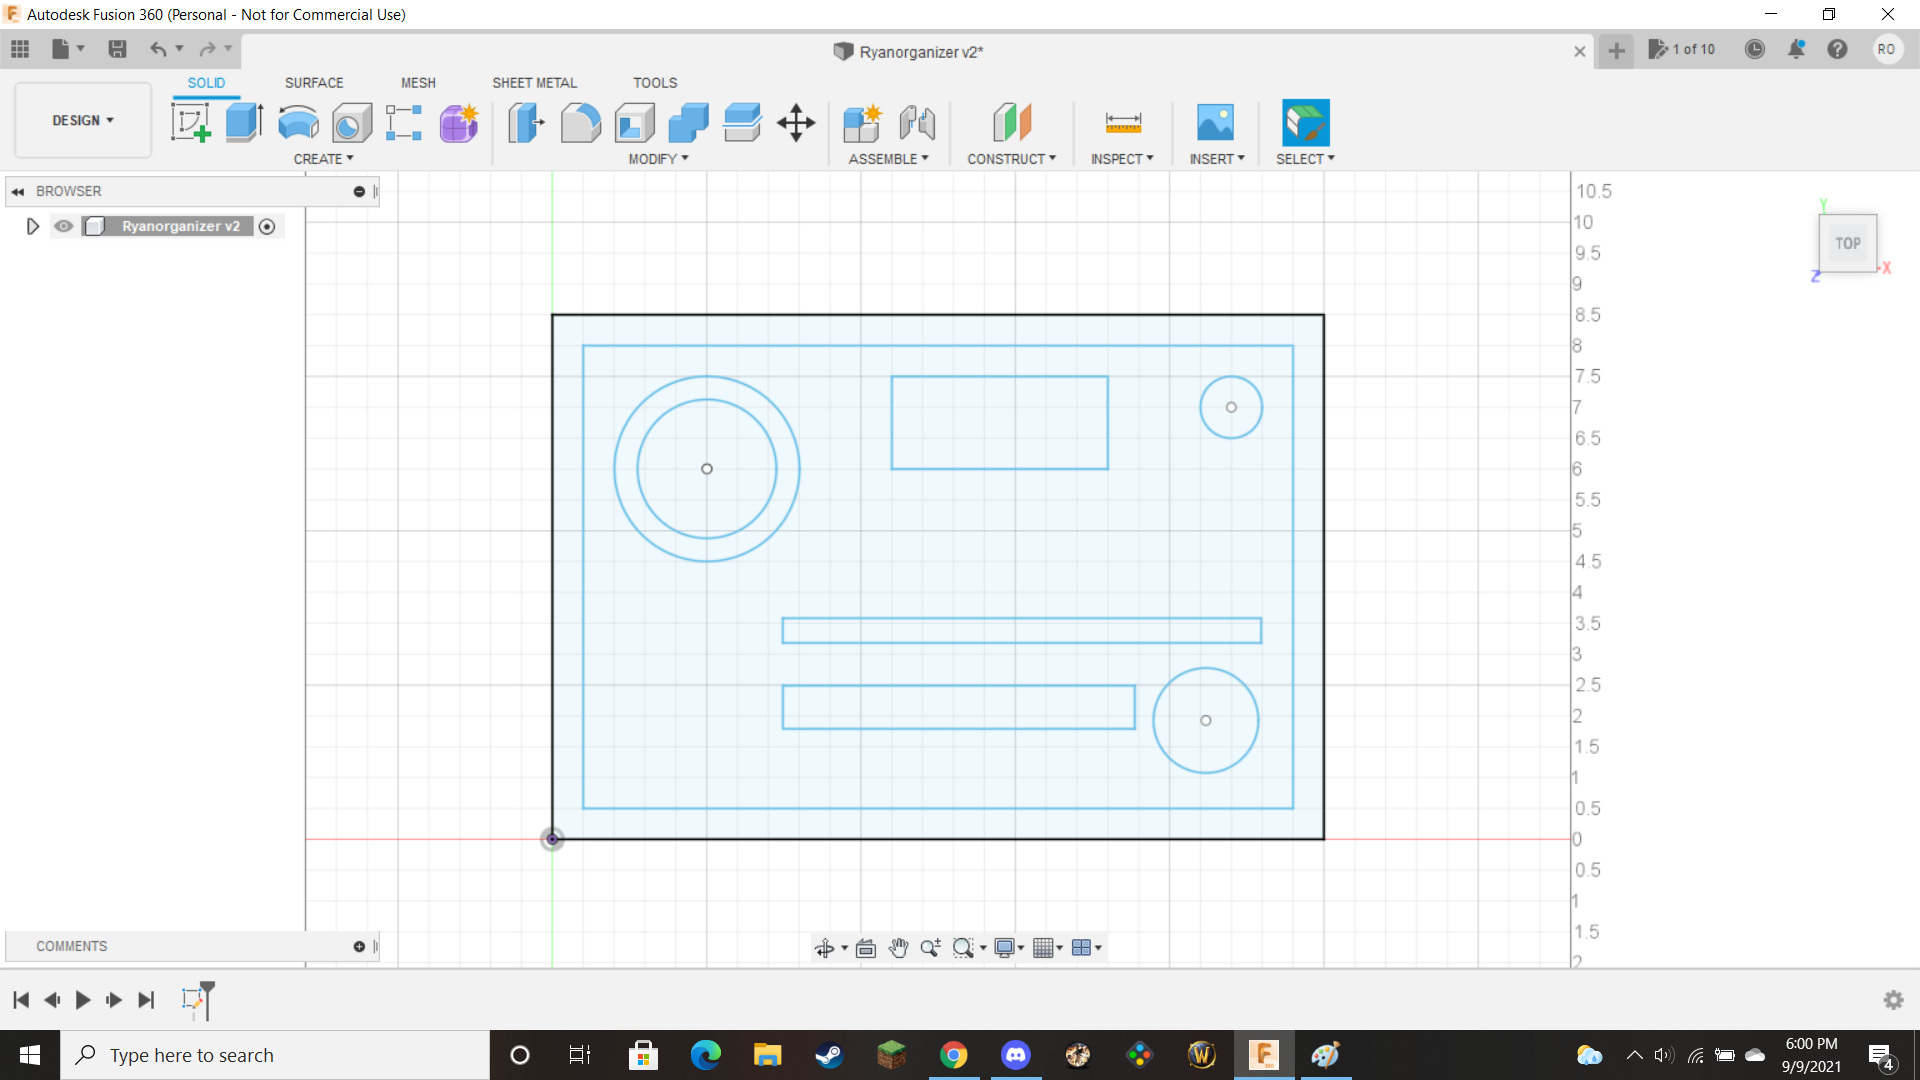 Autodesk Fusion 360 (Personal - Not for Commercial Use)
Ryanorganizer v2*
1 of 10
RO
DESIGN
SOLID
SURFACE
MESH
SHEET METAL
TOOLS
CREATE
MODIFY
ASSEMBLE
CONSTRUCT
INSPECT
INSERT
SELECT
BROWSER
Ryanorganizer v2
Y
TOP
Z
X
10.5
10
9.5
9
8.5
8
7.5
7
6.5
6
5.5
5
4.5
4
3.5
3
2.5
2
1.5
1
0.5
0
0.5
1
1.5
2
COMMENTS
Type here to search
6:00 PM
9/9/2021
4